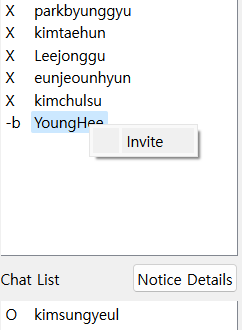 X parkbyunggyu
X kimtaehun
X Leejonggu
X eunjeounhyun
X kimchulsu
-b YoungHee
Invite
Chat List Notice Details
O kimsungyeul